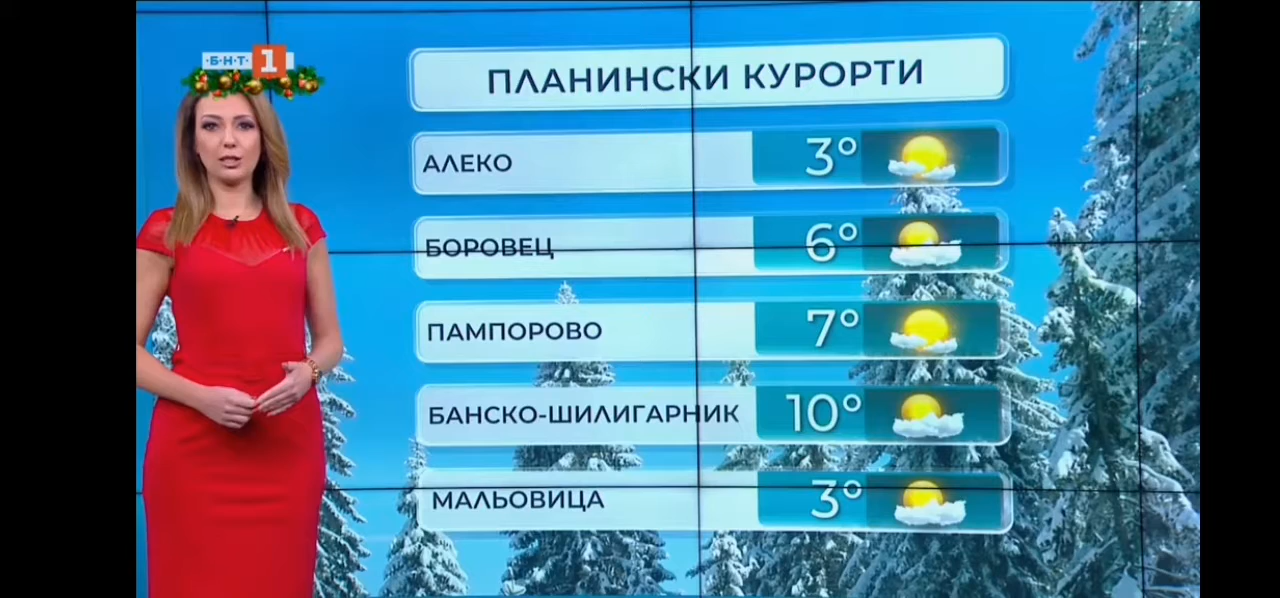 БНТ 1
ПЛАНИНСКИ КУРОРТИ
АЛЕКО 3°
БОРОВЕЦ 6°
ПАМПОРОВО 7°
БАНСКО-ШИЛИГАРНИК 10°
МАЛЬОВИЦА 3°